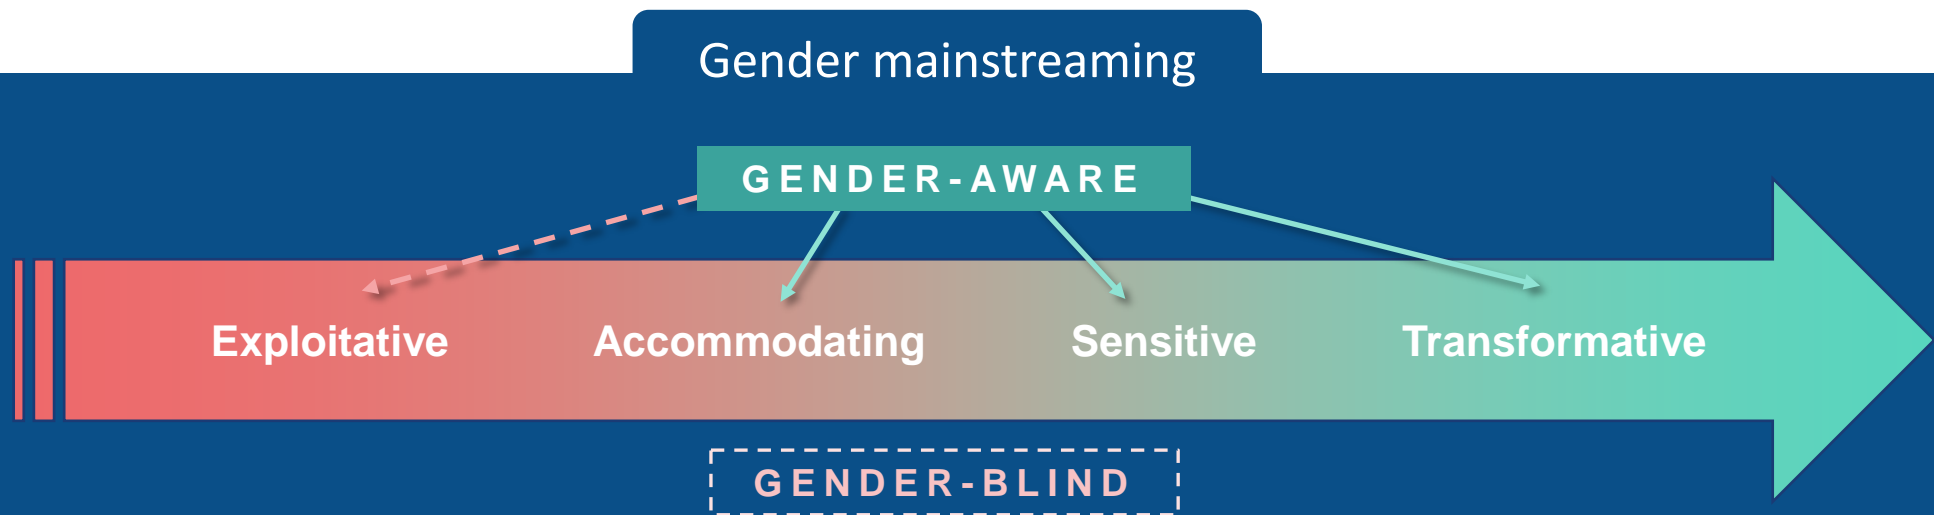 Gender mainstreaming
GENDER-AWARE
Exploitative Accommodating Sensitive Transformative
GENDER-BLIND